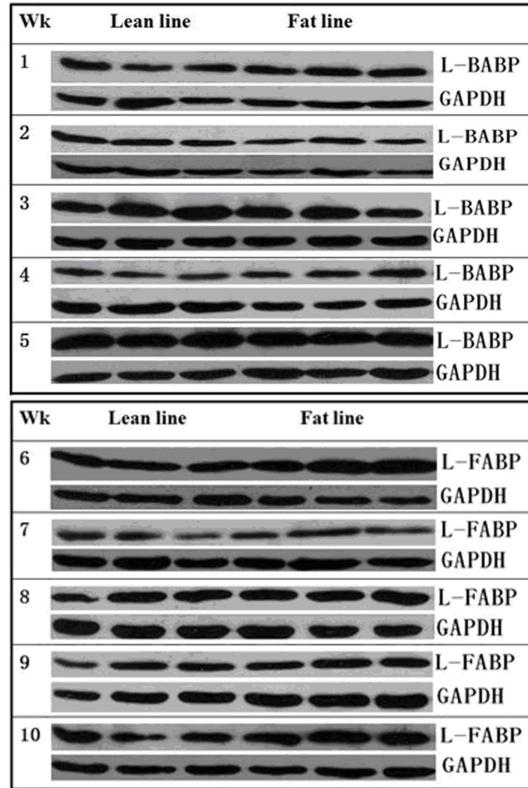 Wk Lean line Fat line
1 L-BABP
GAPDH
2 L-BABP
GAPDH
3 L-BABP
GAPDH
4 L-BABP
GAPDH
5 L-BABP
GAPDH
Wk Lean line Fat line
6 L-FABP
GAPDH
7 L-FABP
GAPDH
8 L-FABP
GAPDH
9 L-FABP
GAPDH
10 L-FABP
GAPDH